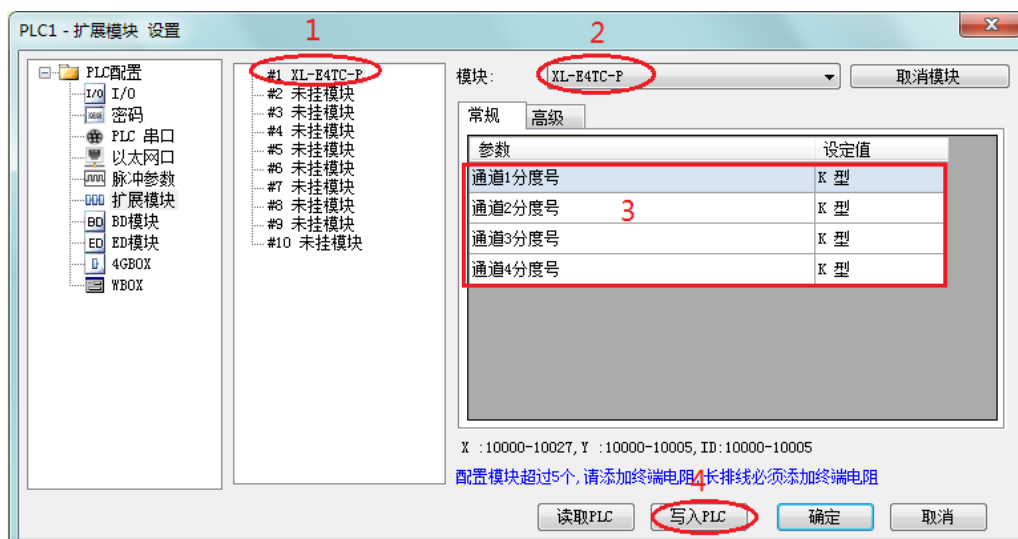 PLC1 - 扩展模块 设置
1
2
PLC配置
I/O I/O
密码
PLC 串口
以太网口
脉冲参数
扩展模块
BD BD模块
ED ED模块
4GBOX
WBOX
#1 XL-E4TC-P
#2 未挂模块
#3 未挂模块
#4 未挂模块
#5 未挂模块
#6 未挂模块
#7 未挂模块
#8 未挂模块
#9 未挂模块
#10 未挂模块
模块: XL-E4TC-P 取消模块
常规 高级
参数 设定值
通道1分度号 K 型
通道2分度号 K 型
3
通道3分度号 K 型
通道4分度号 K 型
X :10000-10027,Y :10000-10005,ID:10000-10005
配置模块超过5个,请添加终端电阻,长排线必须添加终端电阻
4
读取PLC 写入PLC 确定 取消